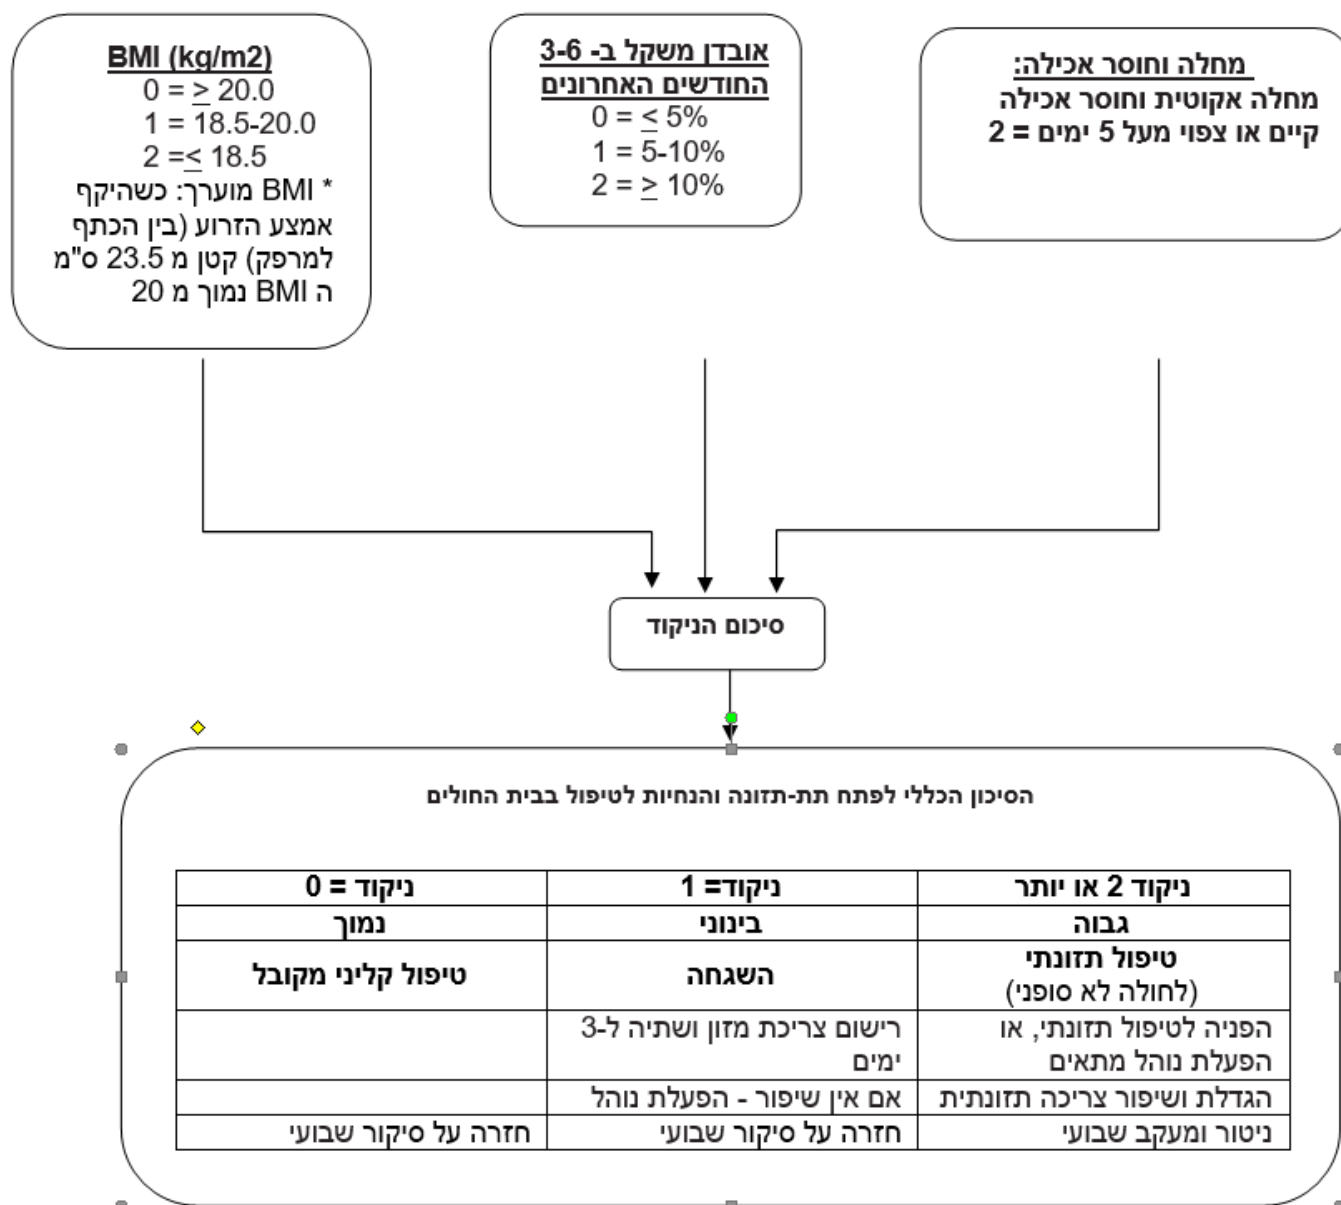 BMI (kg/m2)
0 = ≥ 20.0
1 = 18.5-20.0
2 =≤ 18.5
* BMI מוערך: כשהיקף
אמצע הזרוע (בין הכתף
למרפק) קטן מ 23.5 ס"מ
ה BMI נמוך מ 20
אובדן משקל ב- 3-6
החודשים האחרונים
0 = ≤ 5%
1 = 5-10%
2 = ≥ 10%
מחלה וחוסר אכילה:
מחלה אקוטית וחוסר אכילה
קיים או צפוי מעל 5 ימים = 2
סיכום הניקוד
הסיכון הכללי לפתח תת-תזונה והנחיות לטיפול בבית החולים
ניקוד 2 או יותר
ניקוד= 1
ניקוד = 0
גבוה
בינוני
נמוך
טיפול תזונתי
(לחולה לא סופני)
השגחה
טיפול קליני מקובל
הפניה לטיפול תזונתי, או
הפעלת נוהל מתאים
רישום צריכת מזון ושתיה ל-3
ימים
הגדלת ושיפור צריכה תזונתית
אם אין שיפור - הפעלת נוהל
ניטור ומעקב שבועי
חזרה על סיקור שבועי
חזרה על סיקור שבועי